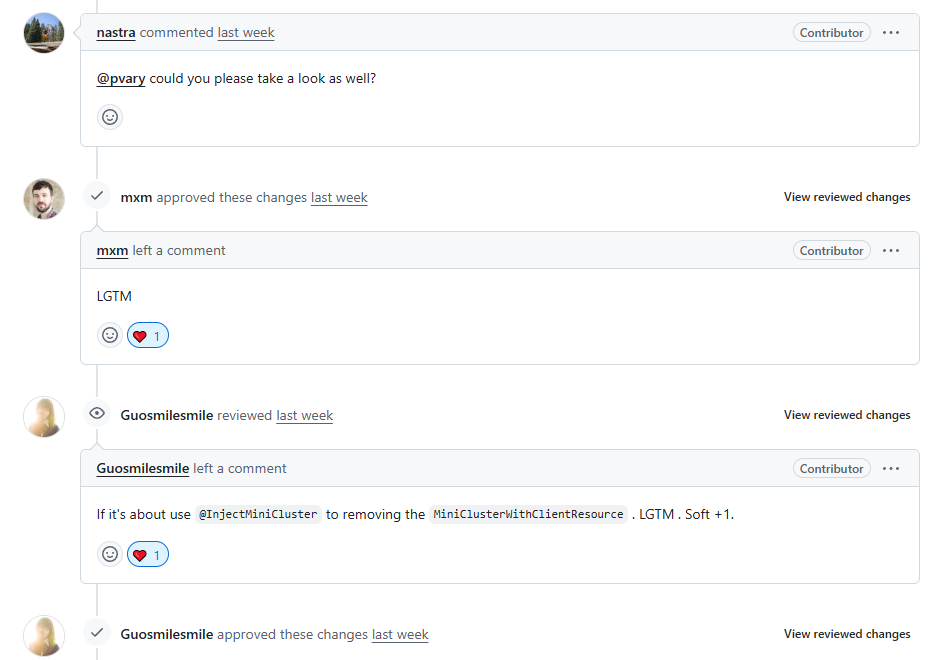 nastra commented last week Contributor
@pvary could you please take a look as well?
mxm approved these changes last week View reviewed changes
mxm left a comment Contributor
LGTM
1
Guosmilesmile reviewed last week View reviewed changes
Guosmilesmile left a comment Contributor
If it's about use @InjectMiniCluster to removing the MiniClusterWithClientResource . LGTM . Soft +1.
1
Guosmilesmile approved these changes last week View reviewed changes